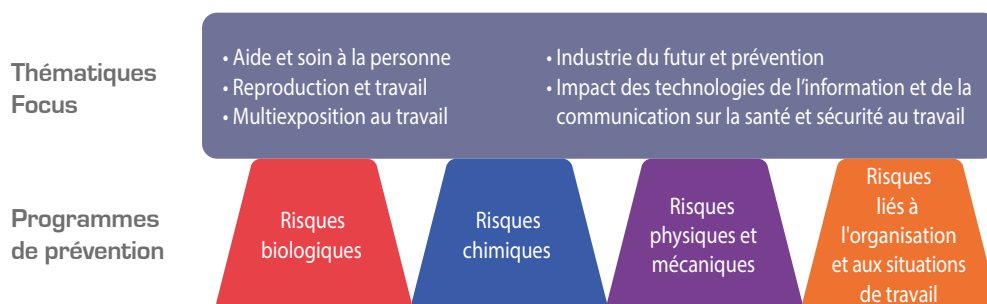 Thématiques
Focus
• Aide et soin à la personne
• Reproduction et travail
• Multiexposition au travail
• Industrie du futur et prévention
• Impact des technologies de l'information et de la
communication sur la santé et sécurité au travail
Programmes
de prévention
Risques
biologiques
Risques
chimiques
Risques
physiques et
mécaniques
Risques
liés à
l'organisation
et aux situations
de travail